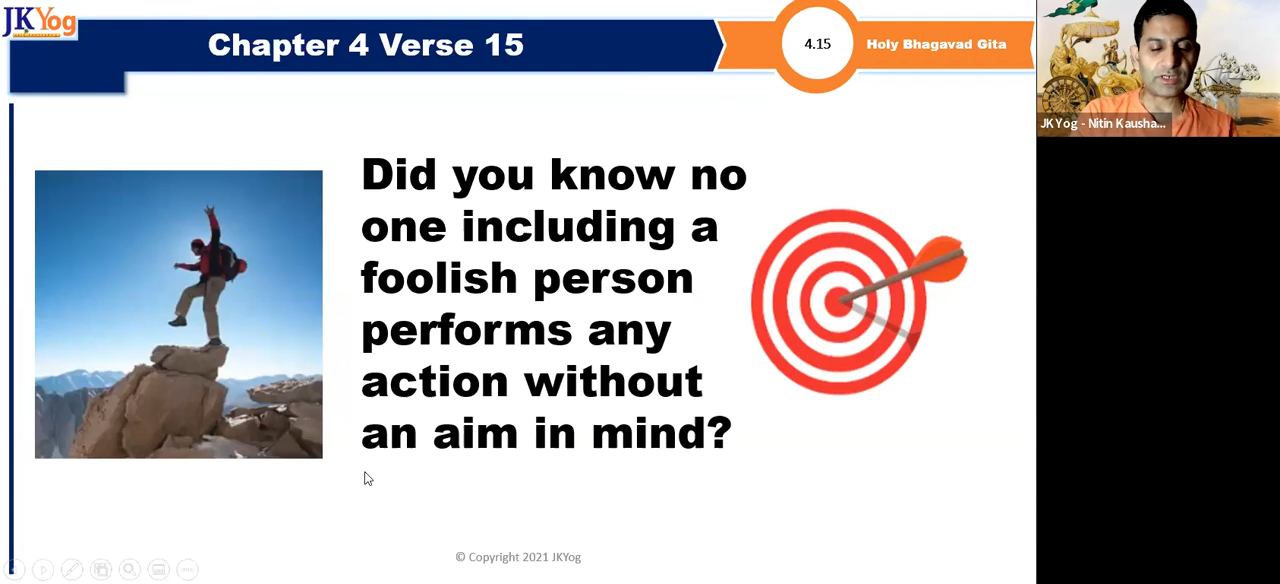 JKYog
Chapter 4 Verse 15
4.15
Holy Bhagavad Gita
JKYog - Nitin Kausha...
Did you know no
one including a
foolish person
performs any
action without
an aim in mind?
© Copyright 2021 JKYog